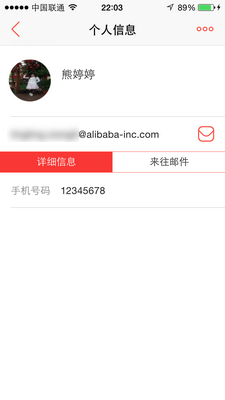 中国联通 22:03 89%
个人信息
熊婷婷
@alibaba-inc.com
详细信息 来往邮件
手机号码 12345678